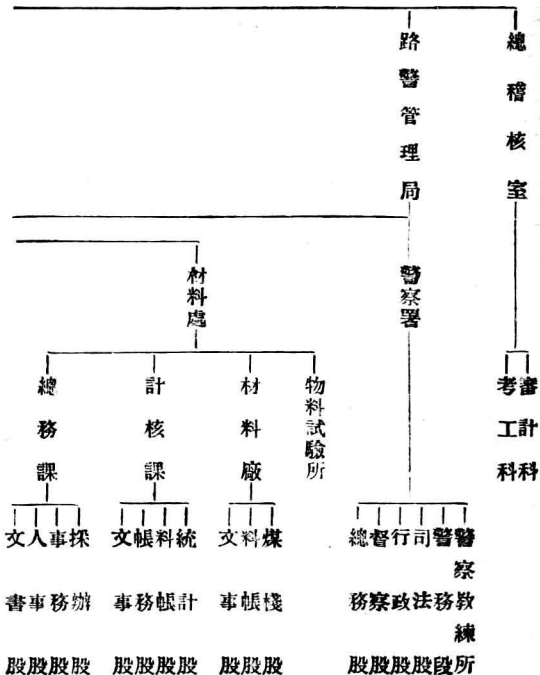 總稽核室
路警管理局
警察署
材料處
審計科
考工科
物料試驗所
材料廠
計核課
總務課
警察教練所
警務段
司法股
行政股
督察股
總務股
煤棧股
料帳股
文事股
統計股
料帳股
帳務股
文事股
採辦股
事務股
人事股
文書股